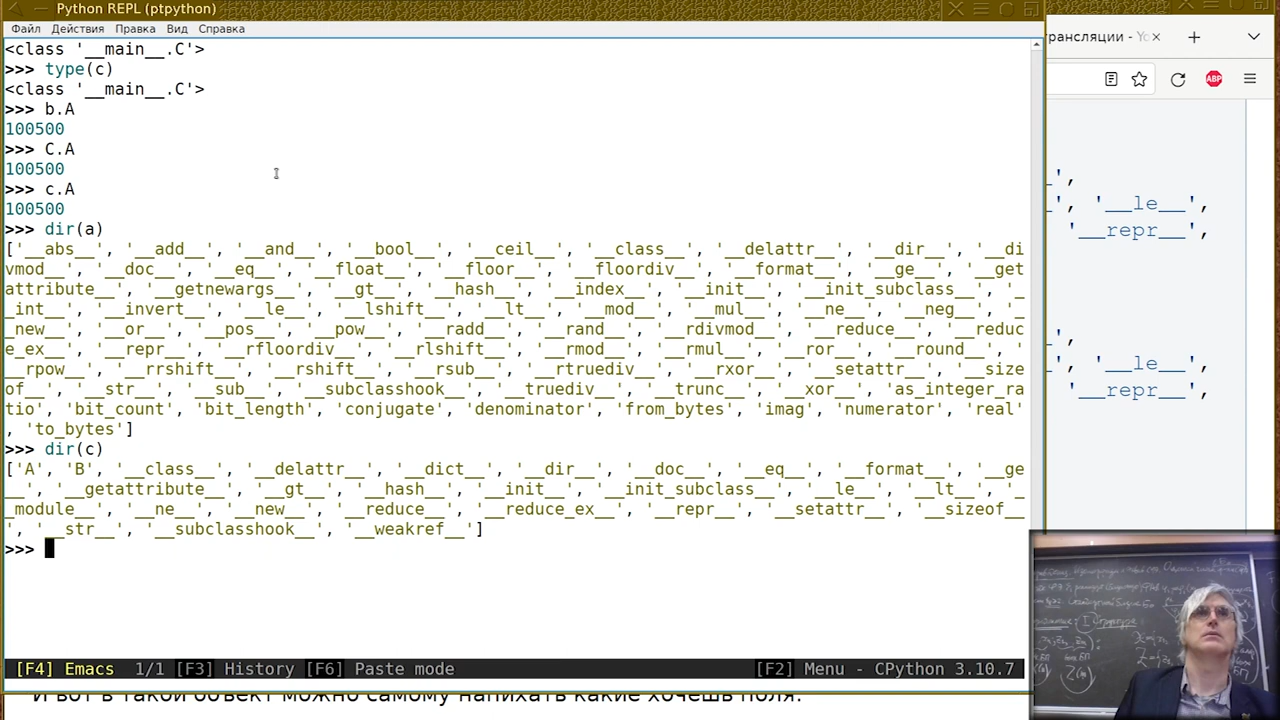 Python REPL (ptpython)
Файл Действия Правка Вид Справка
<class '__main__.C'>
>>> type(c)
<class '__main__.C'>
>>> b.A
100500
>>> C.A
100500
>>> c.A
100500
>>> dir(a)
['__abs__', '__add__', '__and__', '__bool__', '__ceil__', '__class__', '__delattr__', '__dir__', '__di
vmod__', '__doc__', '__eq__', '__float__', '__floor__', '__floordiv__', '__format__', '__ge__', '__get
attribute__', '__getnewargs__', '__gt__', '__hash__', '__index__', '__init__', '__init_subclass__', '_
_int__', '__invert__', '__le__', '__lshift__', '__lt__', '__mod__', '__mul__', '__ne__', '__neg__', '_
_new__', '__or__', '__pos__', '__pow__', '__radd__', '__rand__', '__rdivmod__', '__reduce__', '__reduc
e_ex__', '__repr__', '__rfloordiv__', '__rlshift__', '__rmod__', '__rmul__', '__ror__', '__round__', '
__rpow__', '__rrshift__', '__rshift__', '__rsub__', '__rtruediv__', '__rxor__', '__setattr__', '__size
of__', '__str__', '__sub__', '__subclasshook__', '__truediv__', '__trunc__', '__xor__', 'as_integer_ra
tio', 'bit_count', 'bit_length', 'conjugate', 'denominator', 'from_bytes', 'imag', 'numerator', 'real'
, 'to_bytes']
>>> dir(c)
['A', 'B', '__class__', '__delattr__', '__dict__', '__dir__', '__doc__', '__eq__', '__format__', '__ge
__', '__getattribute__', '__gt__', '__hash__', '__init__', '__init_subclass__', '__le__', '__lt__', '_
_module__', '__ne__', '__new__', '__reduce__', '__reduce_ex__', '__repr__', '__setattr__', '__sizeof__
', '__str__', '__subclasshook__', '__weakref__']
>>>
[F4] Emacs 1/1 [F3] History [F6] Paste mode [F2] Menu - CPython 3.10.7
И вот в такой объект можно самому напихать какие хочешь поля.
рансляции - Yo
ABP
_',
_', '__le__',
'__repr__',
_',
'__le__',
'__repr__',